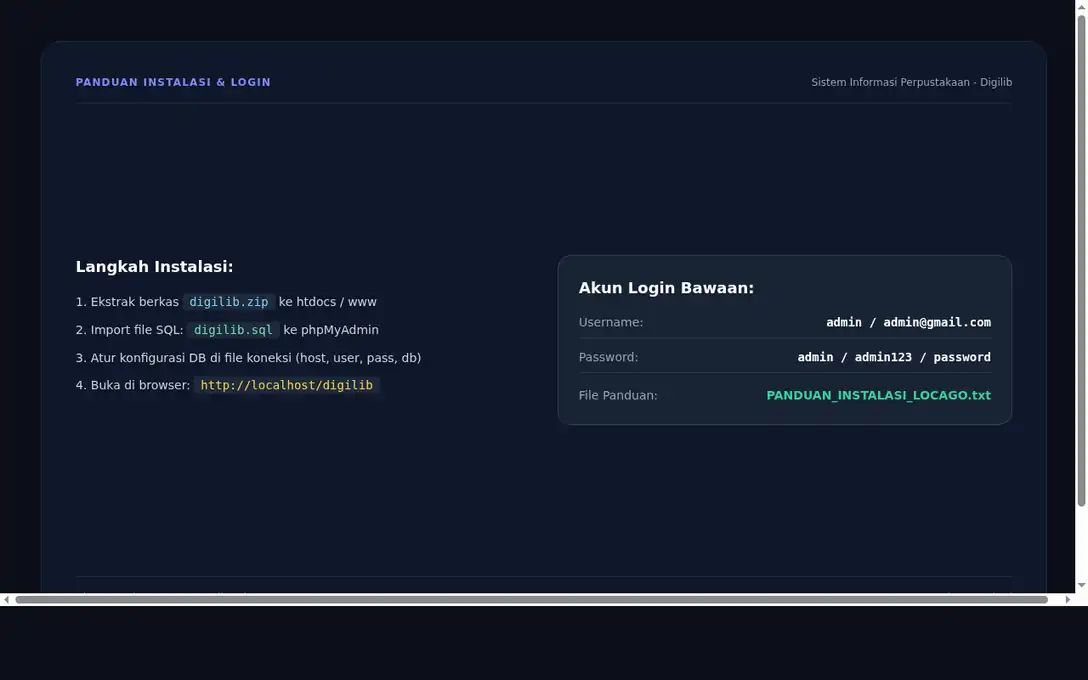 PANDUAN INSTALASI & LOGIN
Sistem Informasi Perpustakaan - Digilib
Langkah Instalasi:
1. Ekstrak berkas digilib.zip ke htdocs / www
2. Import file SQL: digilib.sql ke phpMyAdmin
3. Atur konfigurasi DB di file koneksi (host, user, pass, db)
4. Buka di browser: http://localhost/digilib
Akun Login Bawaan:
Username: admin / admin@gmail.com
Password: admin / admin123 / password
File Panduan: PANDUAN_INSTALASI_LOCAGO.txt